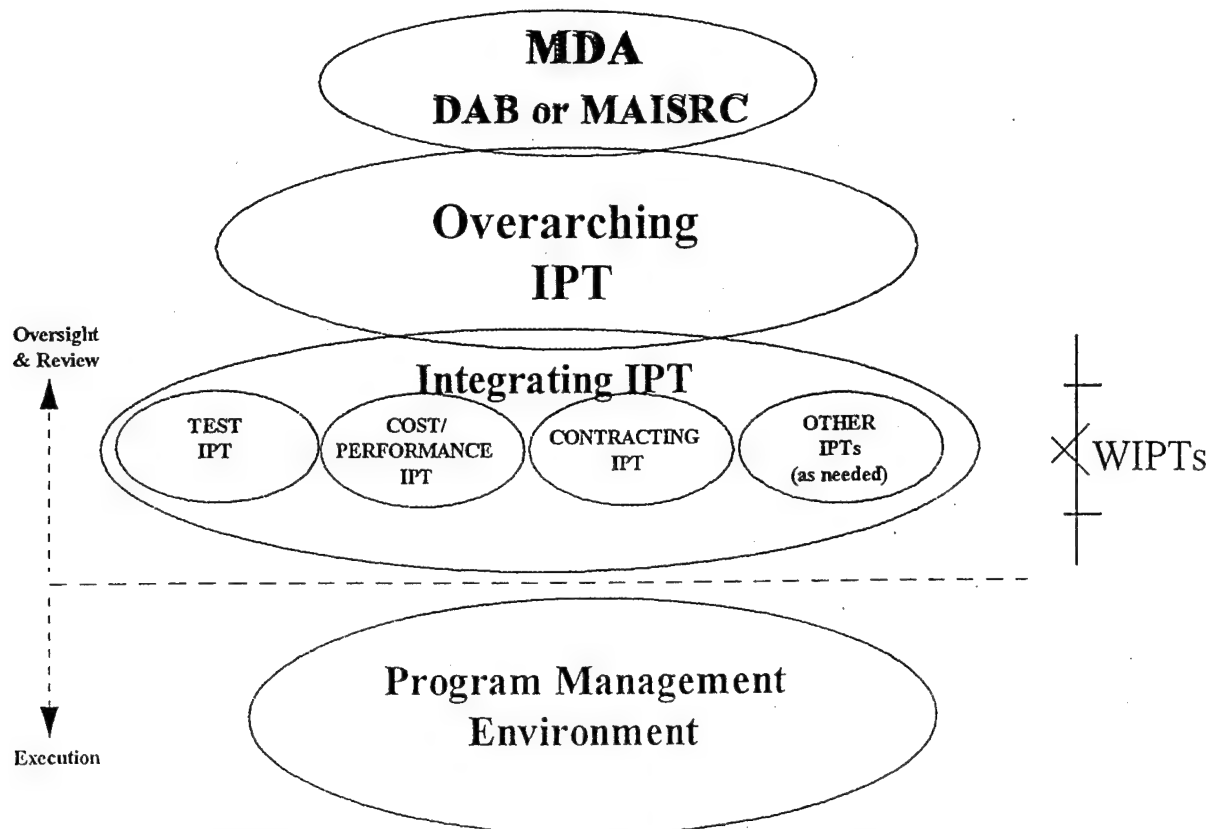 MDA
DAB or MAISRC
Overarching
IPT
Oversight
& Review
Integrating IPT
TEST
IPT
COST/
PERFORMANCE
IPT
CONTRACTING
IPT
OTHER
IPTs
(as needed)
WIPTs
Program Management
Environment
Execution